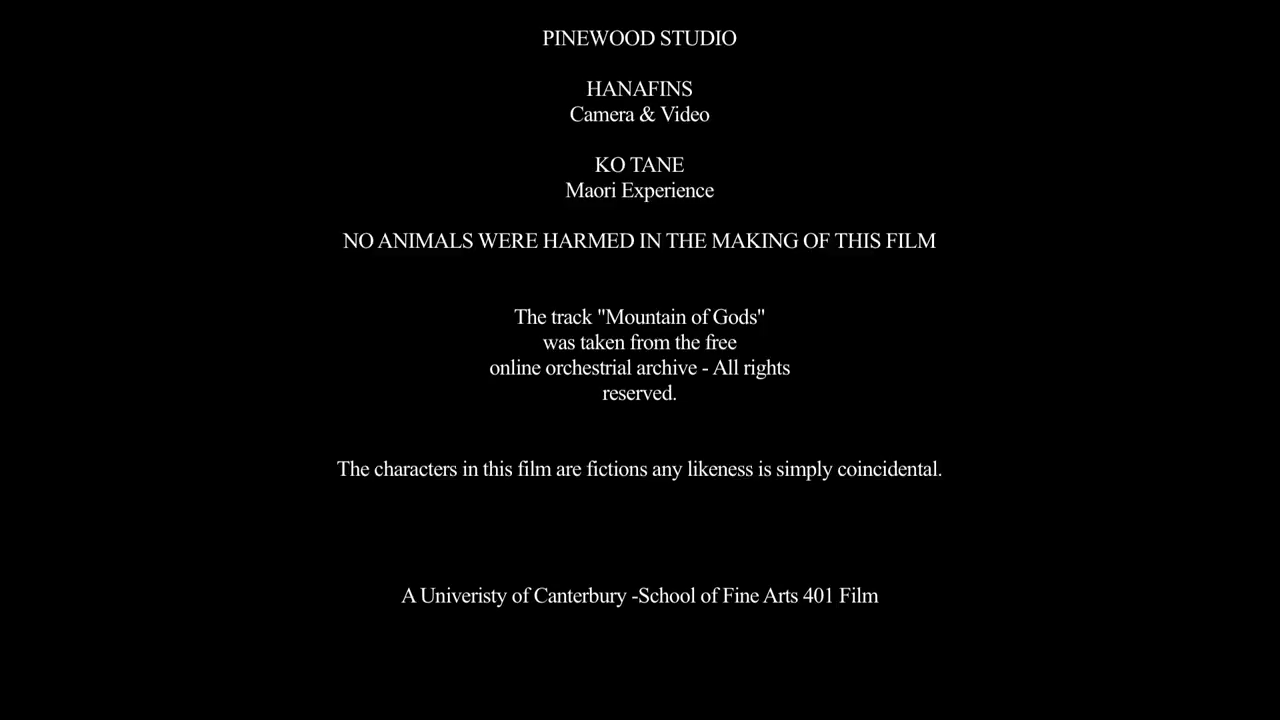 PINEWOOD STUDIO
HANAFINS
Camera & Video
KO TANE
Maori Experience
NO ANIMALS WERE HARMED IN THE MAKING OF THIS FILM
The track "Mountain of Gods"
was taken from the free
online orchestrial archive - All rights
reserved.
The characters in this film are fictions any likeness is simply coincidental.
A Univeristy of Canterbury -School of Fine Arts 401 Film